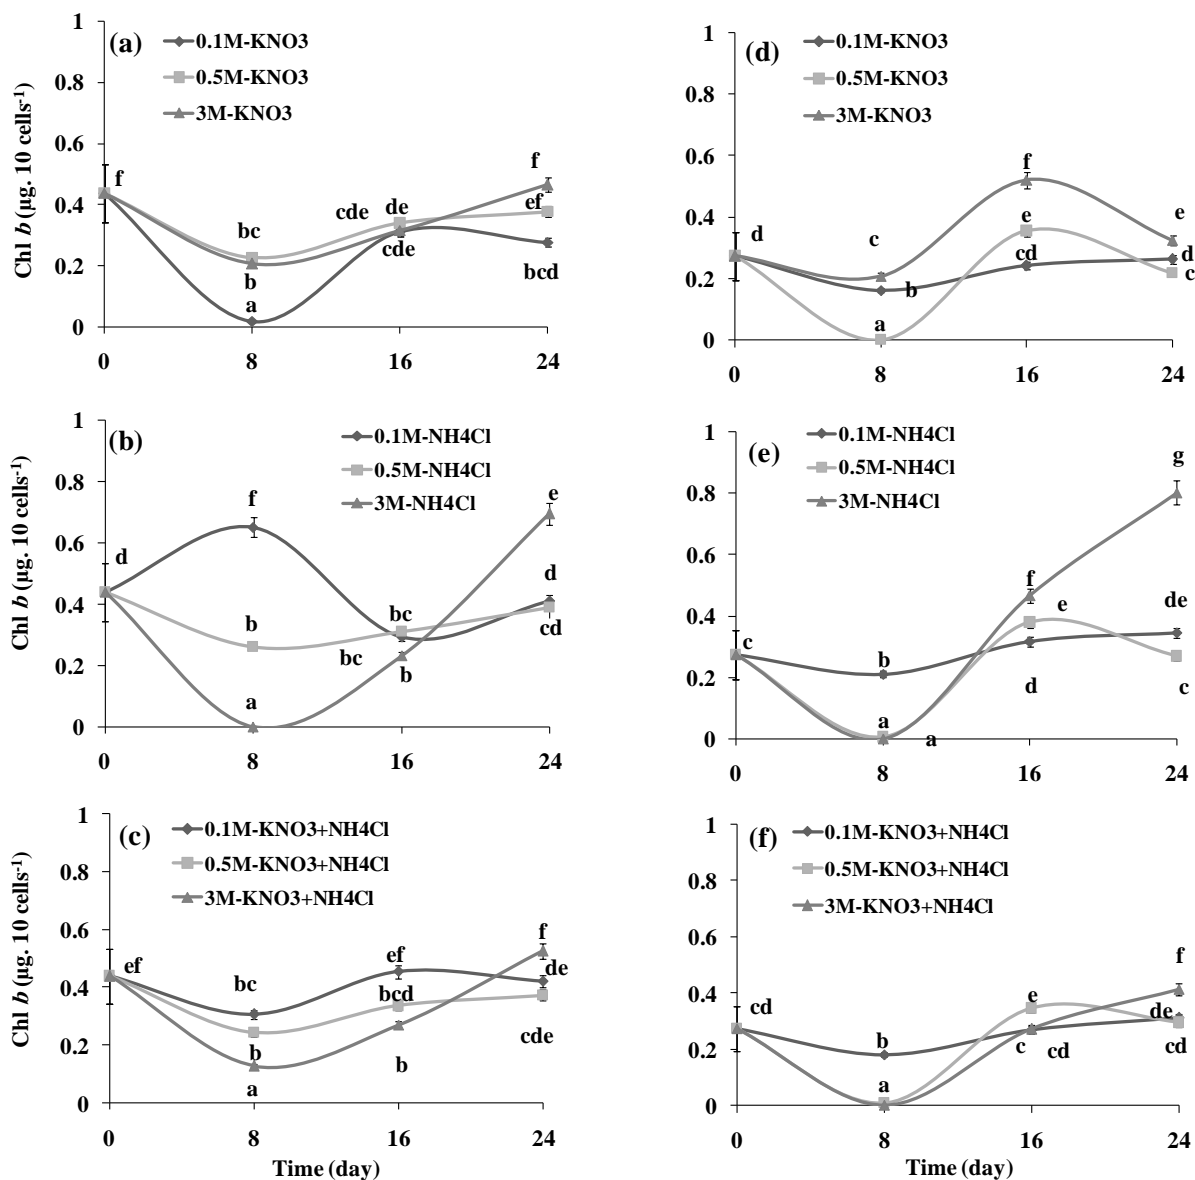 (a)
0.1M-KNO3
0.5M-KNO3
3M-KNO3
Chl b (µg. 10 cells-1)
1
0.8
0.6
0.4
0.2
0
f
bc
b
a
cde
de
cde
f
ef
bcd
0
8
16
24
(d)
0.1M-KNO3
0.5M-KNO3
3M-KNO3
1
0.8
0.6
0.4
0.2
0
d
c
b
a
f
e
cd
e
d
c
0
8
16
24
(b)
0.1M-NH4Cl
0.5M-NH4Cl
3M-NH4Cl
Chl b (µg. 10 cells-1)
1
0.8
0.6
0.4
0.2
0
d
f
b
a
bc
bc
b
e
d
cd
0
8
16
24
(e)
0.1M-NH4Cl
0.5M-NH4Cl
3M-NH4Cl
1
0.8
0.6
0.4
0.2
0
c
b
a
a
f
e
d
g
de
c
0
8
16
24
(c)
0.1M-KNO3+NH4Cl
0.5M-KNO3+NH4Cl
3M-KNO3+NH4Cl
Chl b (µg. 10 cells-1)
1
0.8
0.6
0.4
0.2
0
ef
bc
b
a
ef
bcd
b
f
de
cde
0
8
16
24
Time (day)
(f)
0.1M-KNO3+NH4Cl
0.5M-KNO3+NH4Cl
3M-KNO3+NH4Cl
1
0.8
0.6
0.4
0.2
0
cd
b
a
e
c
cd
f
de
cd
0
8
16
24
Time (day)